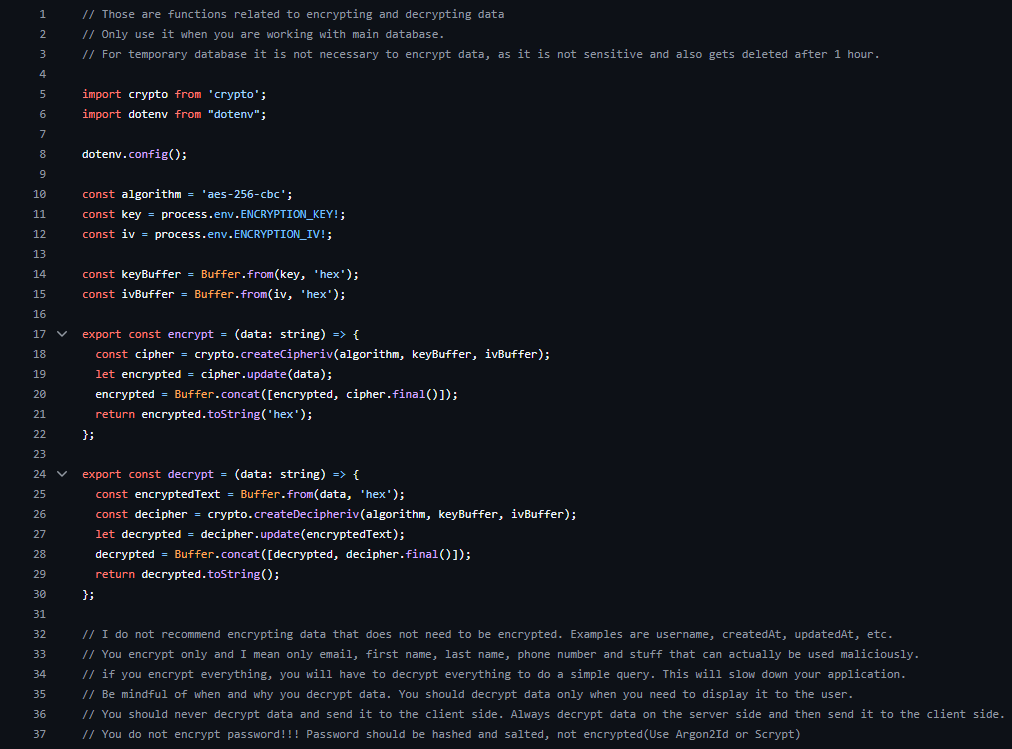 1 // Those are functions related to encrypting and decrypting data
2 // Only use it when you are working with main database.
3 // For temporary database it is not necessary to encrypt data, as it is not sensitive and also gets deleted after 1 hour.
4
5 import crypto from 'crypto';
6 import dotenv from "dotenv";
7
8 dotenv.config();
9
10 const algorithm = 'aes-256-cbc';
11 const key = process.env.ENCRYPTION_KEY!;
12 const iv = process.env.ENCRYPTION_IV!;
13
14 const keyBuffer = Buffer.from(key, 'hex');
15 const ivBuffer = Buffer.from(iv, 'hex');
16
17 export const encrypt = (data: string) => {
18   const cipher = crypto.createCipheriv(algorithm, keyBuffer, ivBuffer);
19   let encrypted = cipher.update(data);
20   encrypted = Buffer.concat([encrypted, cipher.final()]);
21   return encrypted.toString('hex');
22 };
23
24 export const decrypt = (data: string) => {
25   const encryptedText = Buffer.from(data, 'hex');
26   const decipher = crypto.createDecipheriv(algorithm, keyBuffer, ivBuffer);
27   let decrypted = decipher.update(encryptedText);
28   decrypted = Buffer.concat([decrypted, decipher.final()]);
29   return decrypted.toString();
30 };
31
32 // I do not recommend encrypting data that does not need to be encrypted. Examples are username, createdAt, updatedAt, etc.
33 // You encrypt only and I mean only email, first name, last name, phone number and stuff that can actually be used maliciously.
34 // if you encrypt everything, you will have to decrypt everything to do a simple query. This will slow down your application.
35 // Be mindful of when and why you decrypt data. You should decrypt data only when you need to display it to the user.
36 // You should never decrypt data and send it to the client side. Always decrypt data on the server side and then send it to the client side.
37 // You do not encrypt password!!! Password should be hashed and salted, not encrypted(Use Argon2Id or Scrypt)